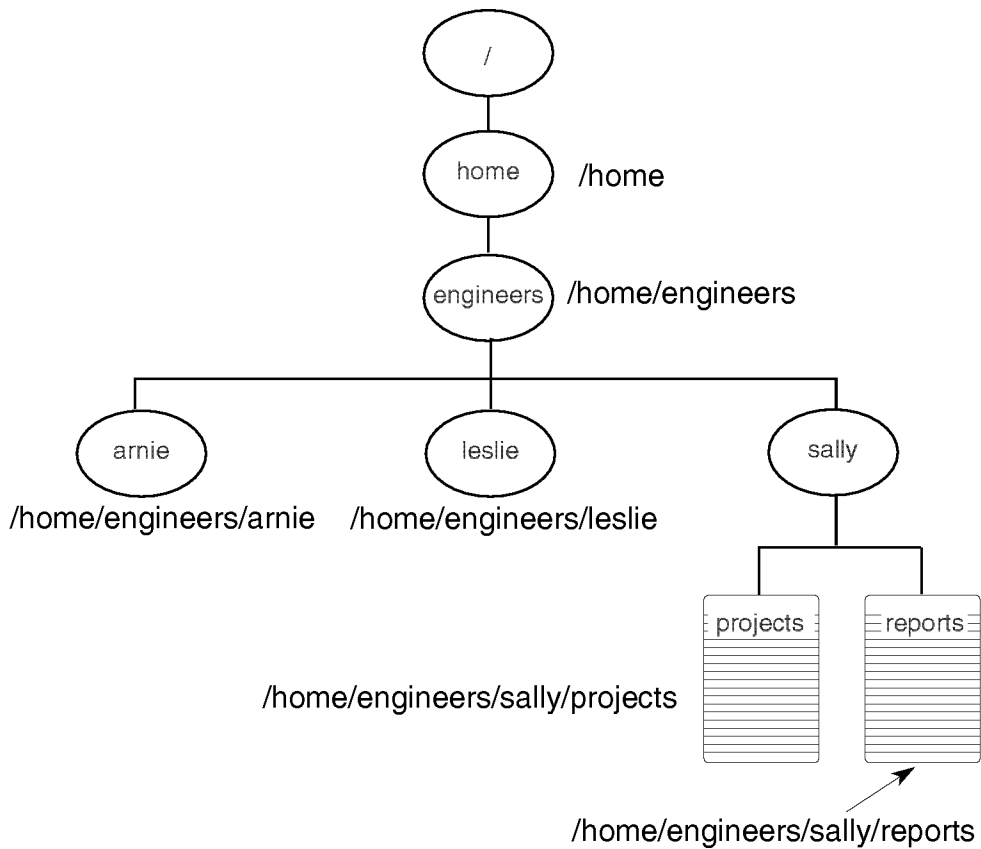 /
home
/home
engineers
/home/engineers
arnie
leslie
sally
/home/engineers/arnie
/home/engineers/leslie
projects
reports
/home/engineers/sally/projects
/home/engineers/sally/reports